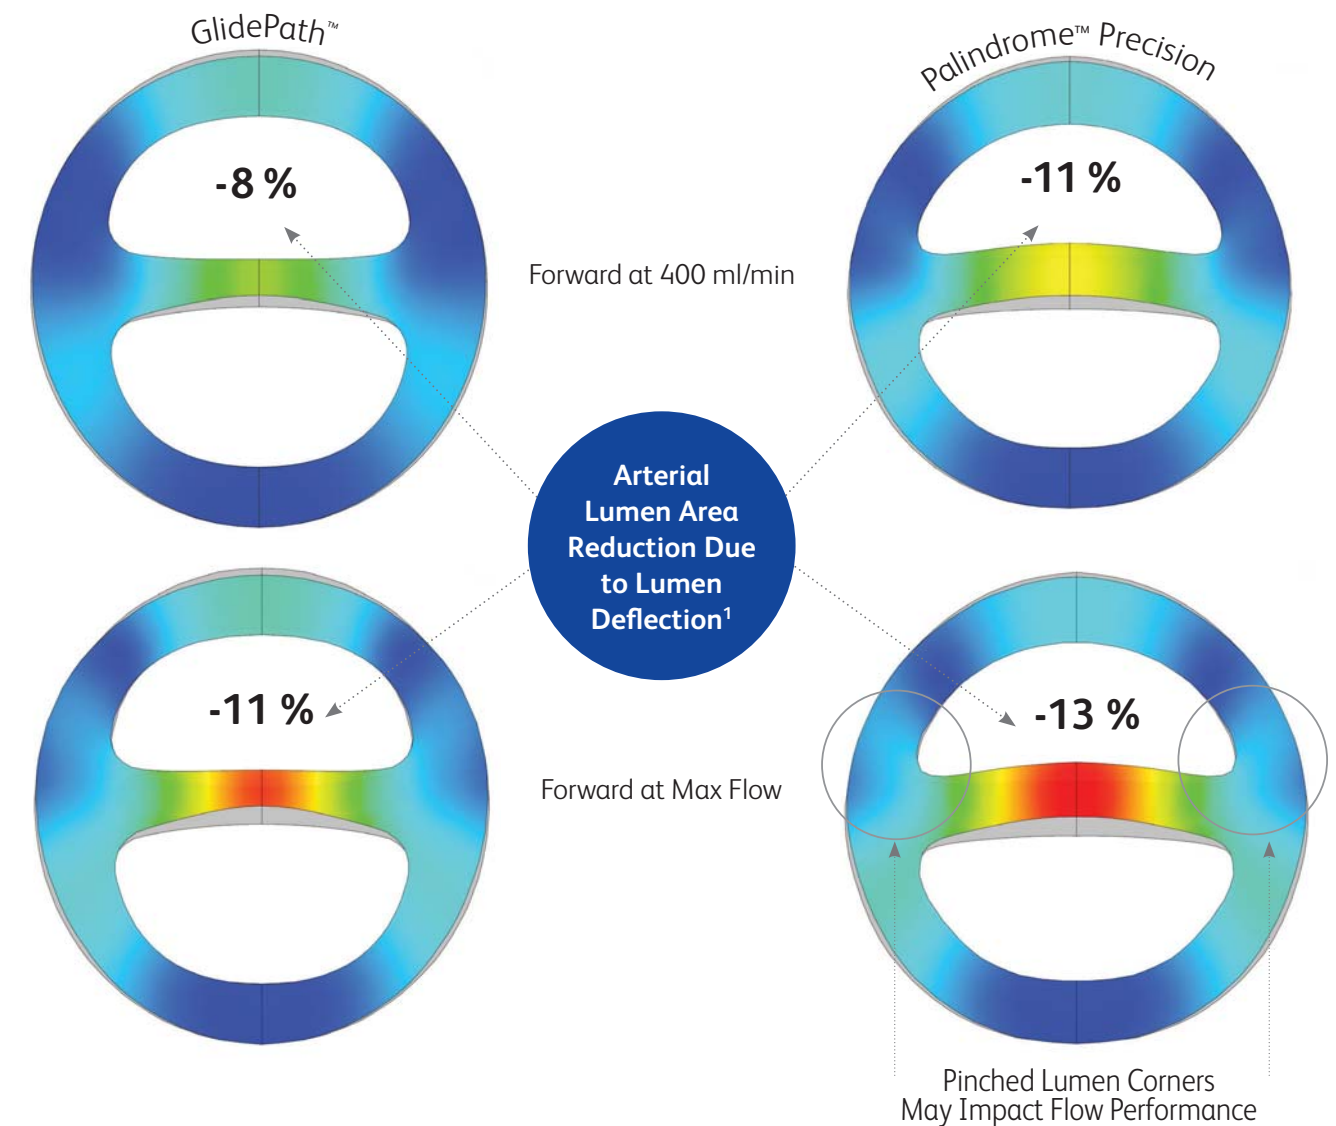 GlidePath™
Palindrome™ Precision
-8 %
-11 %
Forward at 400 ml/min
Arterial
Lumen Area
Reduction Due
to Lumen
Deflection1
-11 %
-13 %
Forward at Max Flow
Pinched Lumen Corners
May Impact Flow Performance